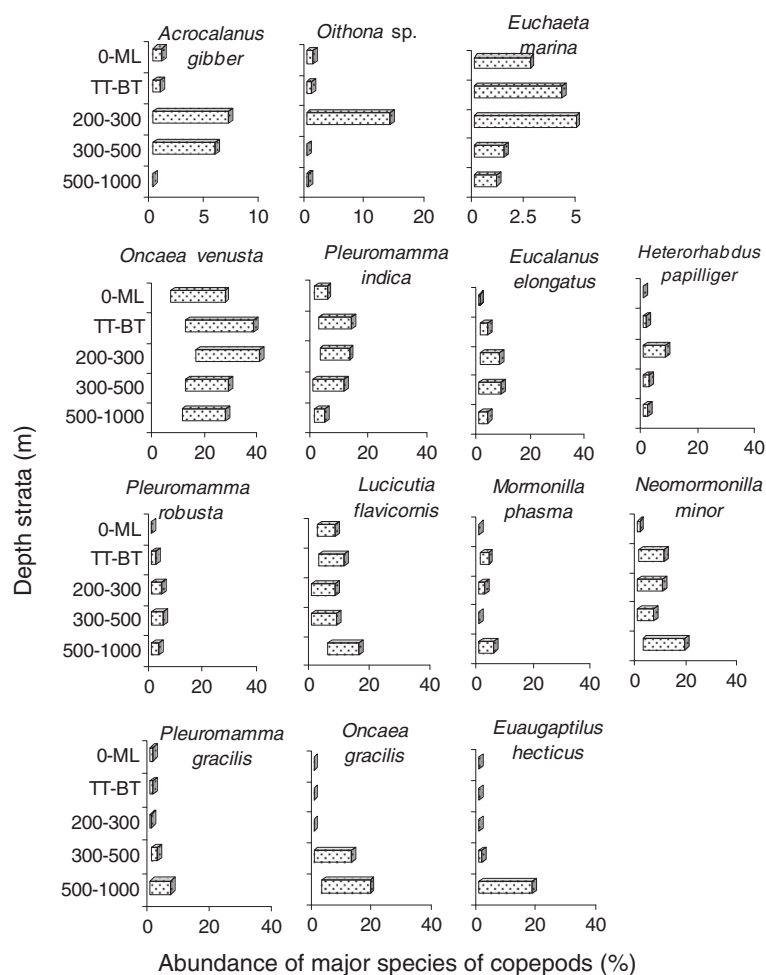 Acrocalanus
gibber
Oithona sp.
Euchaeta
marina
0-ML
TT-BT
200-300
300-500
500-1000
0 5 10
0 10 20
0 2.5 5
Oncaea venusta
Pleuromamma
indica
Eucalanus
elongatus
Heterorhabdus
papilliger
0-ML
TT-BT
200-300
300-500
500-1000
0 20 40
0 20 40
0 20 40
0 20 40
Depth strata (m)
Pleuromamma
robusta
Lucicutia
flavicornis
Mormonilla
phasma
Neomormonilla
minor
0-ML
TT-BT
200-300
300-500
500-1000
0 20 40
0 20 40
0 20 40
0 20 40
Pleuromamma
gracilis
Oncaea
gracilis
Euaugaptilus
hecticus
0-ML
TT-BT
200-300
300-500
500-1000
0 20 40
0 20 40
0 20 40
Abundance of major species of copepods (%)